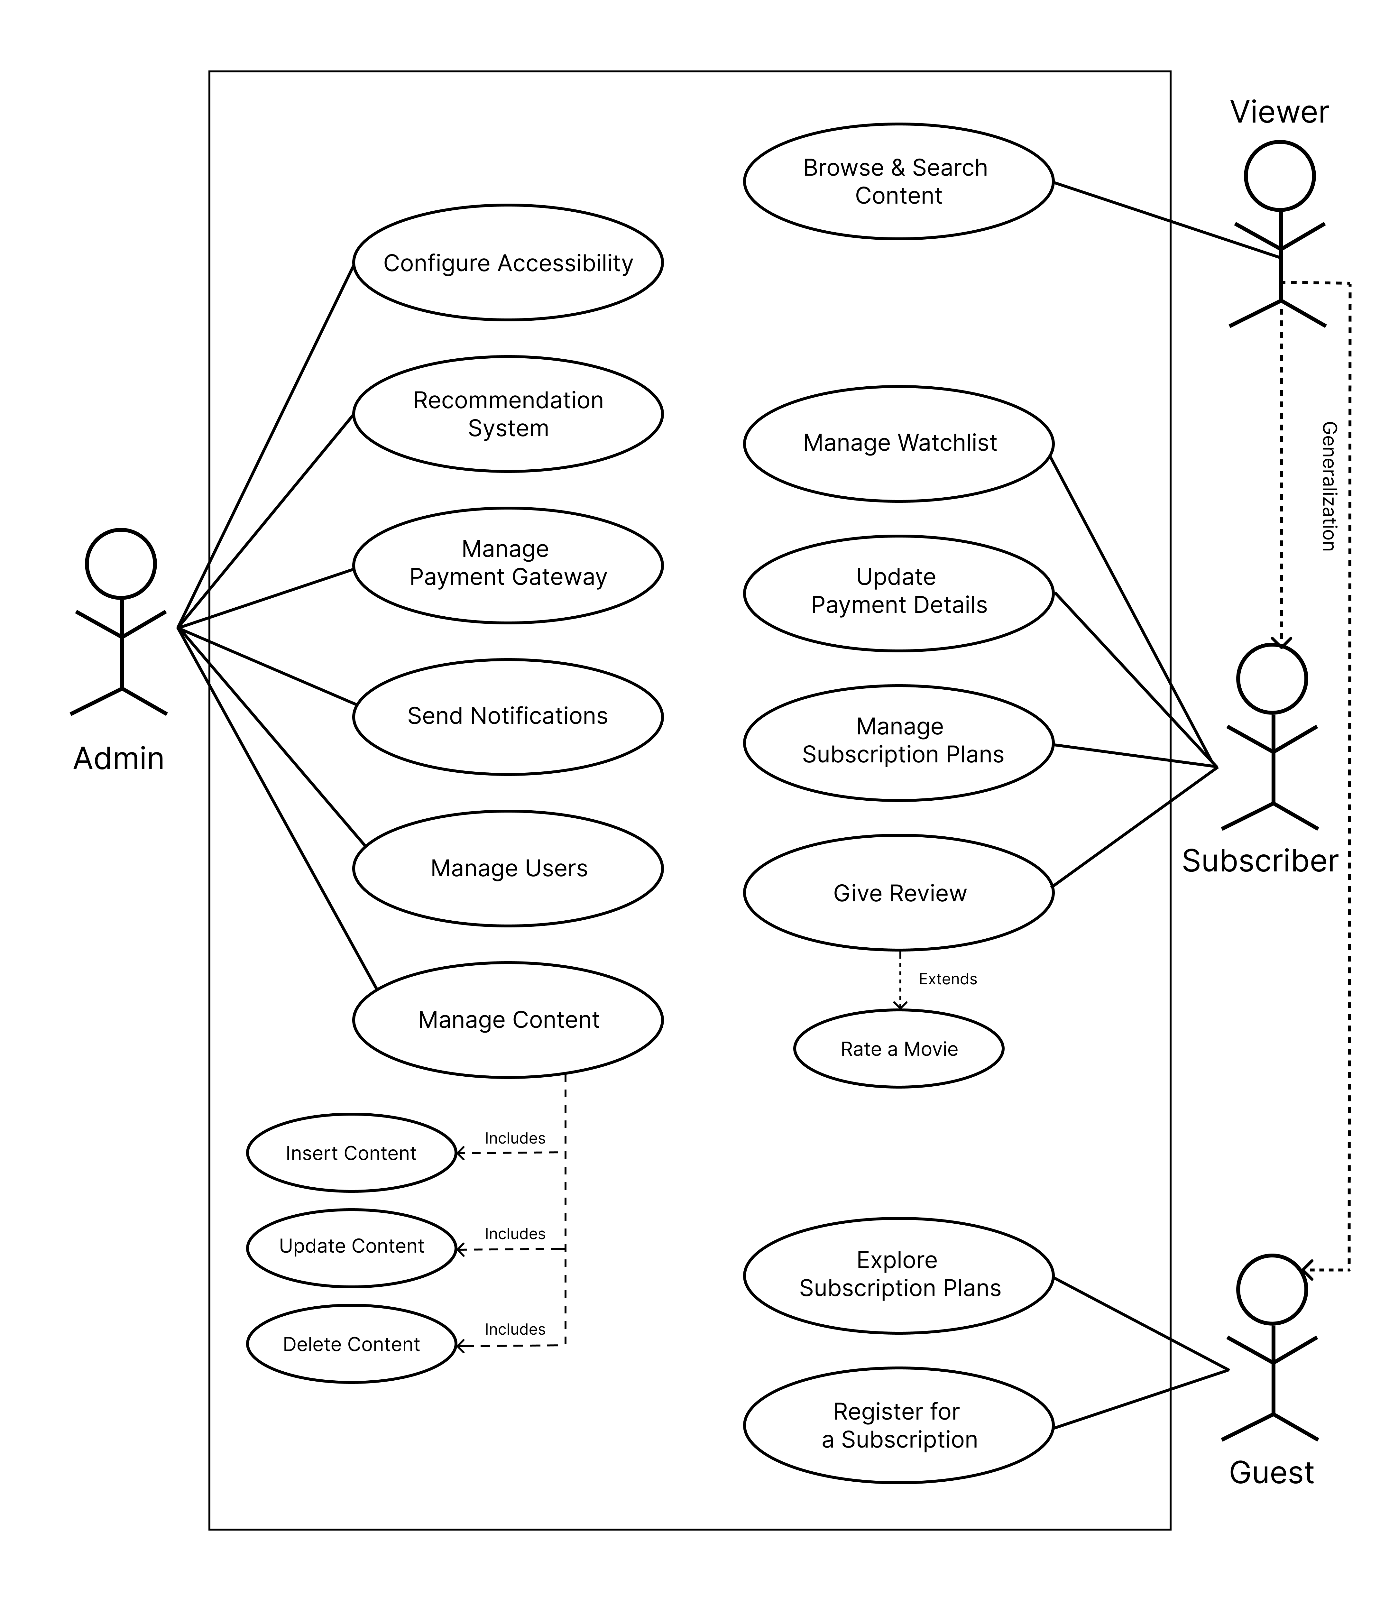 Viewer
Browse & Search
Content
Configure Accessibility
Recommendation
System
Manage Watchlist
Generalization
Manage
Payment Gateway
Update
Payment Details
Send Notifications
Manage
Subscription Plans
Admin
Subscriber
Manage Users
Give Review
Extends
Manage Content
Rate a Movie
Includes
Insert Content
Includes
Update Content
Explore
Subscription Plans
Includes
Delete Content
Register for
a Subscription
Guest